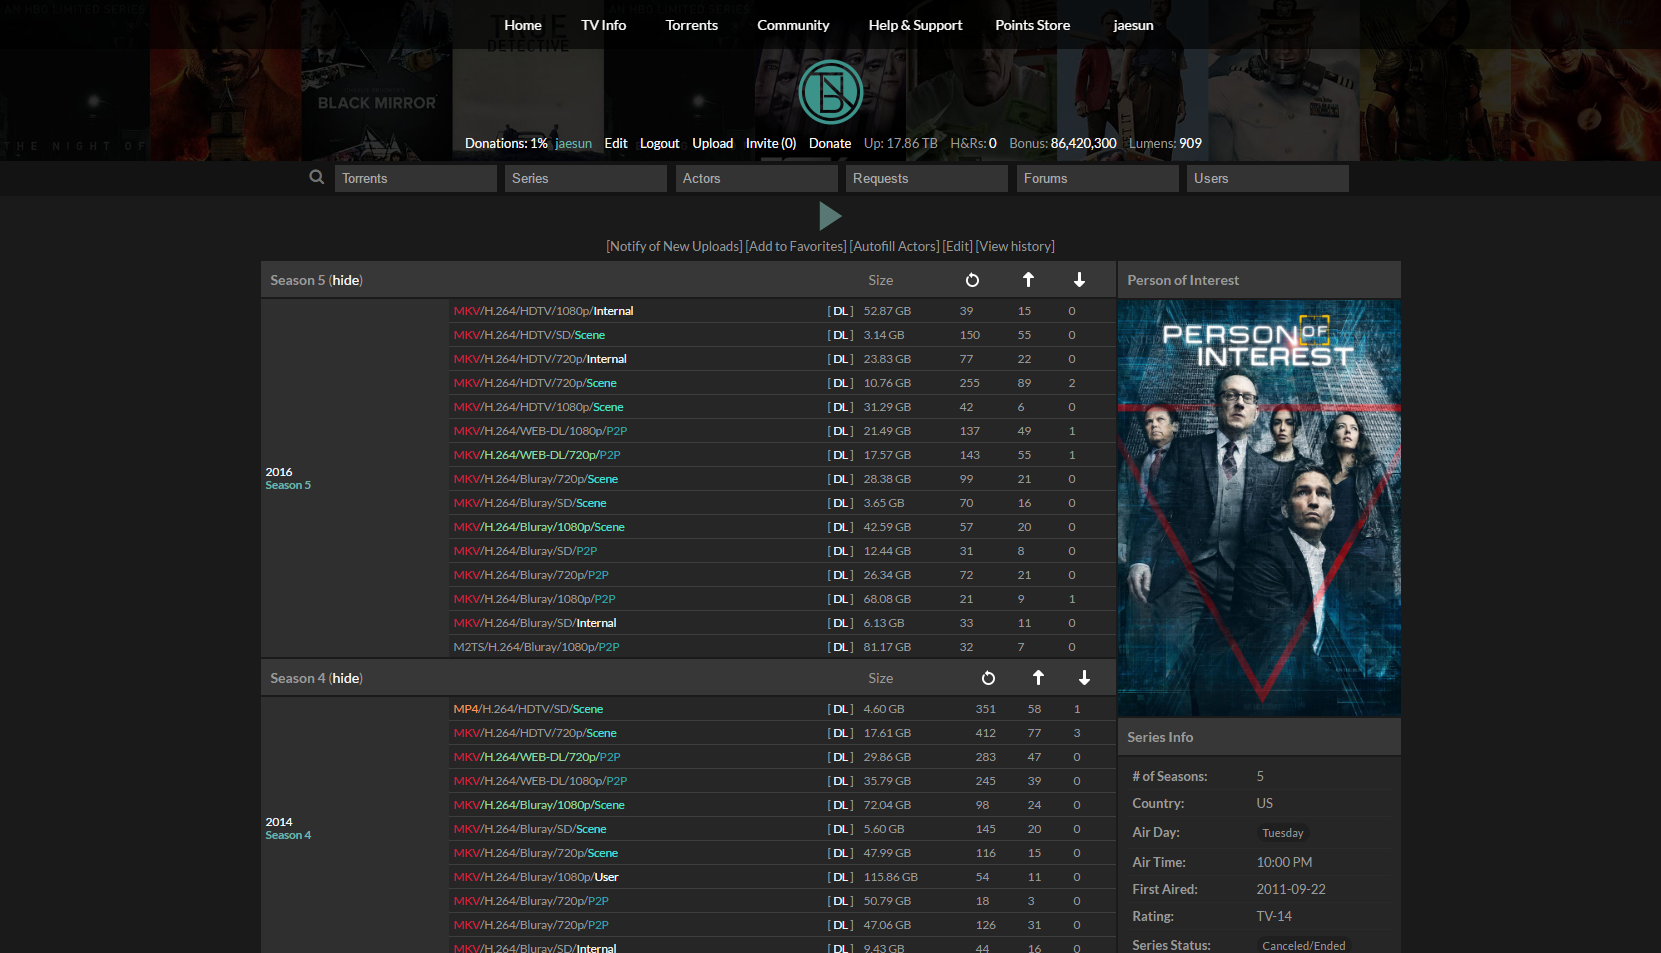 AN HBO LIMITED SERIES
AN HBO LIMITED SERIES
Home TV Info Torrents Community Help & Support Points Store jaesun
TRUE
DETECTIVE
BLACK MIRROR
THE NIGHT OF
TBN
Donations: 1% jaesun Edit Logout Upload Invite (0) Donate Up: 17.86 TB H&Rs: 0 Bonus: 86,420,300 Lumens: 909
Torrents Series Actors Requests Forums Users
[Notify of New Uploads] [Add to Favorites] [Autofill Actors] [Edit] [View history]
Season 5 (hide) Size
2016
Season 5
MKV/H.264/HDTV/1080p/Internal [ DL ] 52.87 GB 39 15 0
MKV/H.264/HDTV/SD/Scene [ DL ] 3.14 GB 150 55 0
MKV/H.264/HDTV/720p/Internal [ DL ] 23.83 GB 77 22 0
MKV/H.264/HDTV/720p/Scene [ DL ] 10.76 GB 255 89 2
MKV/H.264/HDTV/1080p/Scene [ DL ] 31.29 GB 42 6 0
MKV/H.264/WEB-DL/1080p/P2P [ DL ] 21.49 GB 137 49 1
MKV/H.264/WEB-DL/720p/P2P [ DL ] 17.57 GB 143 55 1
MKV/H.264/Bluray/720p/Scene [ DL ] 28.38 GB 99 21 0
MKV/H.264/Bluray/SD/Scene [ DL ] 3.65 GB 70 16 0
MKV/H.264/Bluray/1080p/Scene [ DL ] 42.59 GB 57 20 0
MKV/H.264/Bluray/SD/P2P [ DL ] 12.44 GB 31 8 0
MKV/H.264/Bluray/720p/P2P [ DL ] 26.34 GB 72 21 0
MKV/H.264/Bluray/1080p/P2P [ DL ] 68.08 GB 21 9 1
MKV/H.264/Bluray/SD/Internal [ DL ] 6.13 GB 33 11 0
M2TS/H.264/Bluray/1080p/P2P [ DL ] 81.17 GB 32 7 0
Season 4 (hide) Size
2014
Season 4
MP4/H.264/HDTV/SD/Scene [ DL ] 4.60 GB 351 58 1
MKV/H.264/HDTV/720p/Scene [ DL ] 17.61 GB 412 77 3
MKV/H.264/WEB-DL/720p/P2P [ DL ] 29.86 GB 283 47 0
MKV/H.264/WEB-DL/1080p/P2P [ DL ] 35.79 GB 245 39 0
MKV/H.264/Bluray/1080p/Scene [ DL ] 72.04 GB 98 24 0
MKV/H.264/Bluray/SD/Scene [ DL ] 5.60 GB 145 20 0
MKV/H.264/Bluray/720p/Scene [ DL ] 47.99 GB 116 15 0
MKV/H.264/Bluray/1080p/User [ DL ] 115.86 GB 54 11 0
MKV/H.264/Bluray/720p/P2P [ DL ] 50.79 GB 18 3 0
MKV/H.264/Bluray/720p/P2P [ DL ] 47.06 GB 126 31 0
MKV/H.264/Bluray/SD/Internal [ DL ] 9.43 GB 44 16 0
Person of Interest
PERSON OF
INTEREST
Series Info
# of Seasons: 5
Country: US
Air Day: Tuesday
Air Time: 10:00 PM
First Aired: 2011-09-22
Rating: TV-14
Series Status: Canceled/Ended